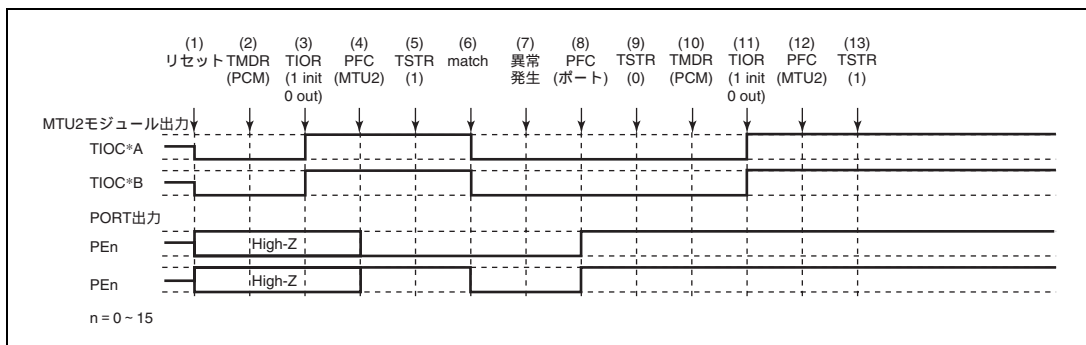 (1) (2) (3) (4) (5) (6) (7) (8) (9) (10) (11) (12) (13)
リセット TMDR TIOR PFC TSTR match 異常 PFC TSTR TMDR TIOR PFC TSTR
(PCM) (1 init (MTU2) (1) 発生 (ポート) (0) (PCM) (1 init (MTU2) (1)
0 out) 0 out)
MTU2モジュール出力
TIOC*A
TIOC*B
PORT出力
PEn High-Z
PEn High-Z
n = 0 ~ 15